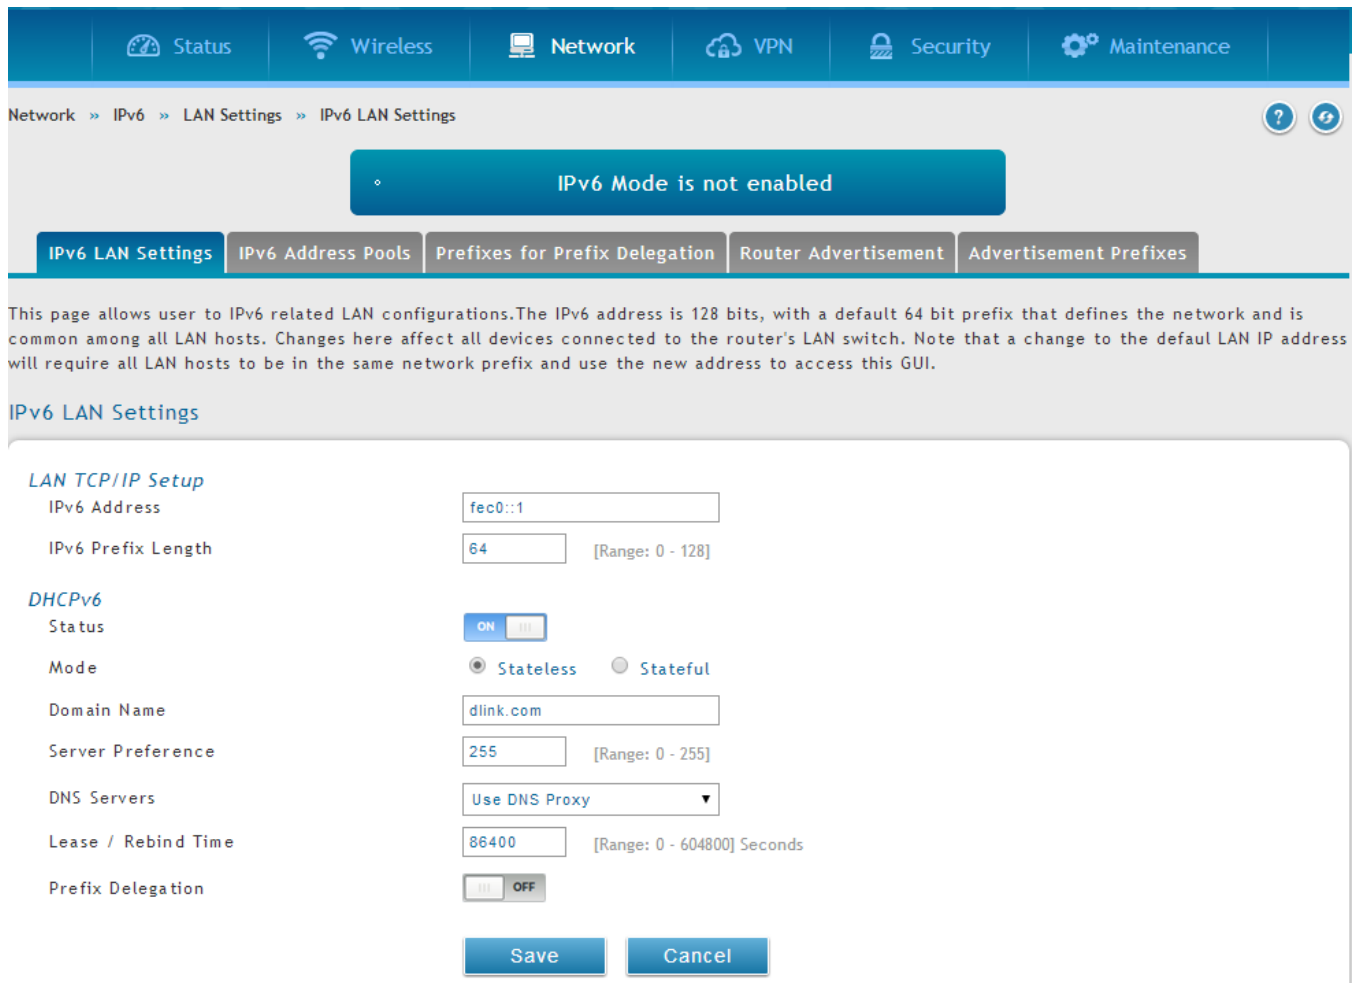 Status Wireless Network VPN Security Maintenance
Network » IPv6 » LAN Settings » IPv6 LAN Settings
?
IPv6 Mode is not enabled
IPv6 LAN Settings IPv6 Address Pools Prefixes for Prefix Delegation Router Advertisement Advertisement Prefixes
This page allows user to IPv6 related LAN configurations.The IPv6 address is 128 bits, with a default 64 bit prefix that defines the network and is
common among all LAN hosts. Changes here affect all devices connected to the router's LAN switch. Note that a change to the defaul LAN IP address
will require all LAN hosts to be in the same network prefix and use the new address to access this GUI.
IPv6 LAN Settings
LAN TCP/IP Setup
IPv6 Address fec0::1
IPv6 Prefix Length 64 [Range: 0 - 128]
DHCPv6
Status ON
Mode Stateless Stateful
Domain Name dlink.com
Server Preference 255 [Range: 0 - 255]
DNS Servers Use DNS Proxy
Lease / Rebind Time 86400 [Range: 0 - 604800] Seconds
Prefix Delegation OFF
Save Cancel